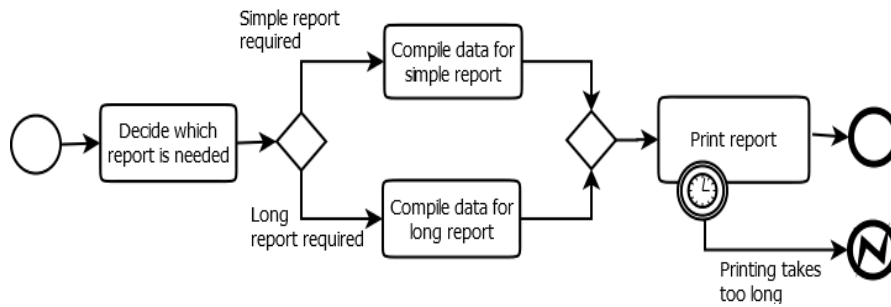 Simple report
required
Compile data for
simple report
Decide which
report is needed
Print report
Long
report required
Compile data for
long report
Printing takes
too long